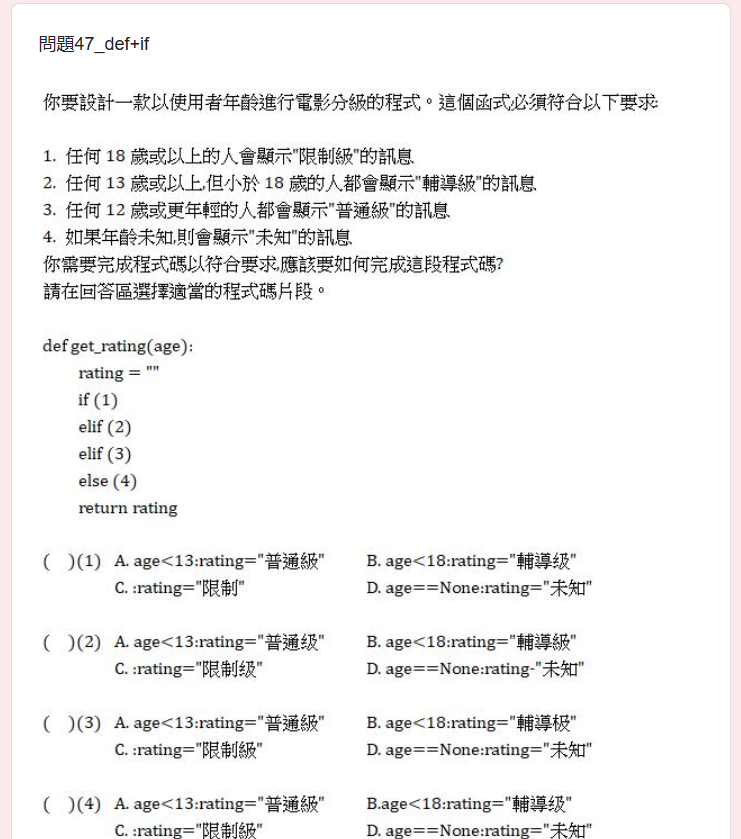 問題47_def+if
你要設計一款以使用者年齡進行電影分級的程式。這個函式必須符合以下要求:
1. 任何 18 歲或以上的人會顯示"限制級"的訊息
2. 任何 13 歲或以上,但小於 18 歲的人都會顯示"輔導級"的訊息
3. 任何 12 歲或更年輕的人都會顯示"普通級"的訊息
4. 如果年齡未知,則會顯示"未知"的訊息
你需要完成程式碼以符合要求,應該要如何完成這段程式碼?
請在回答區選擇適當的程式碼片段。
def get_rating(age):
rating = ""
if (1)
elif (2)
elif (3)
else (4)
return rating
( )(1) A. age<13:rating="普通級" B. age<18:rating="輔導级"
C. :rating="限制" D. age==None:rating="未知"
( )(2) A. age<13:rating="普通级" B. age<18:rating="輔導級"
C. :rating="限制级" D. age==None:rating-"未知"
( )(3) A. age<13:rating="普通級" B. age<18:rating="輔導极"
C. :rating="限制級" D. age==None:rating="未知"
( )(4) A. age<13:rating="普通級" B.age<18:rating="輔導级"
C. :rating="限制級" D. age==None:rating="未知"